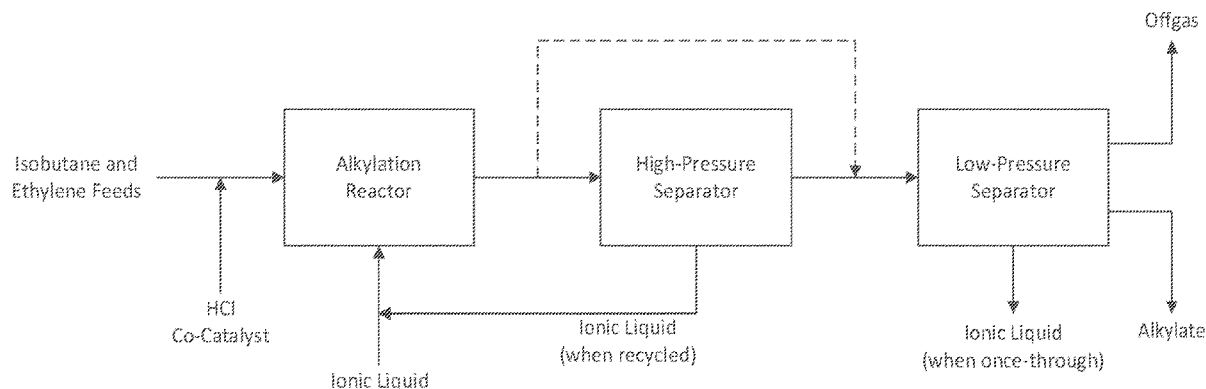 Offgas
Isobutane and
Ethylene Feeds
Alkylation
Reactor
High-Pressure
Separator
Low-Pressure
Separator
HCl
Co-Catalyst
Ionic Liquid
(when recycled)
Ionic Liquid
(when once-through)
Alkylate
Ionic Liquid